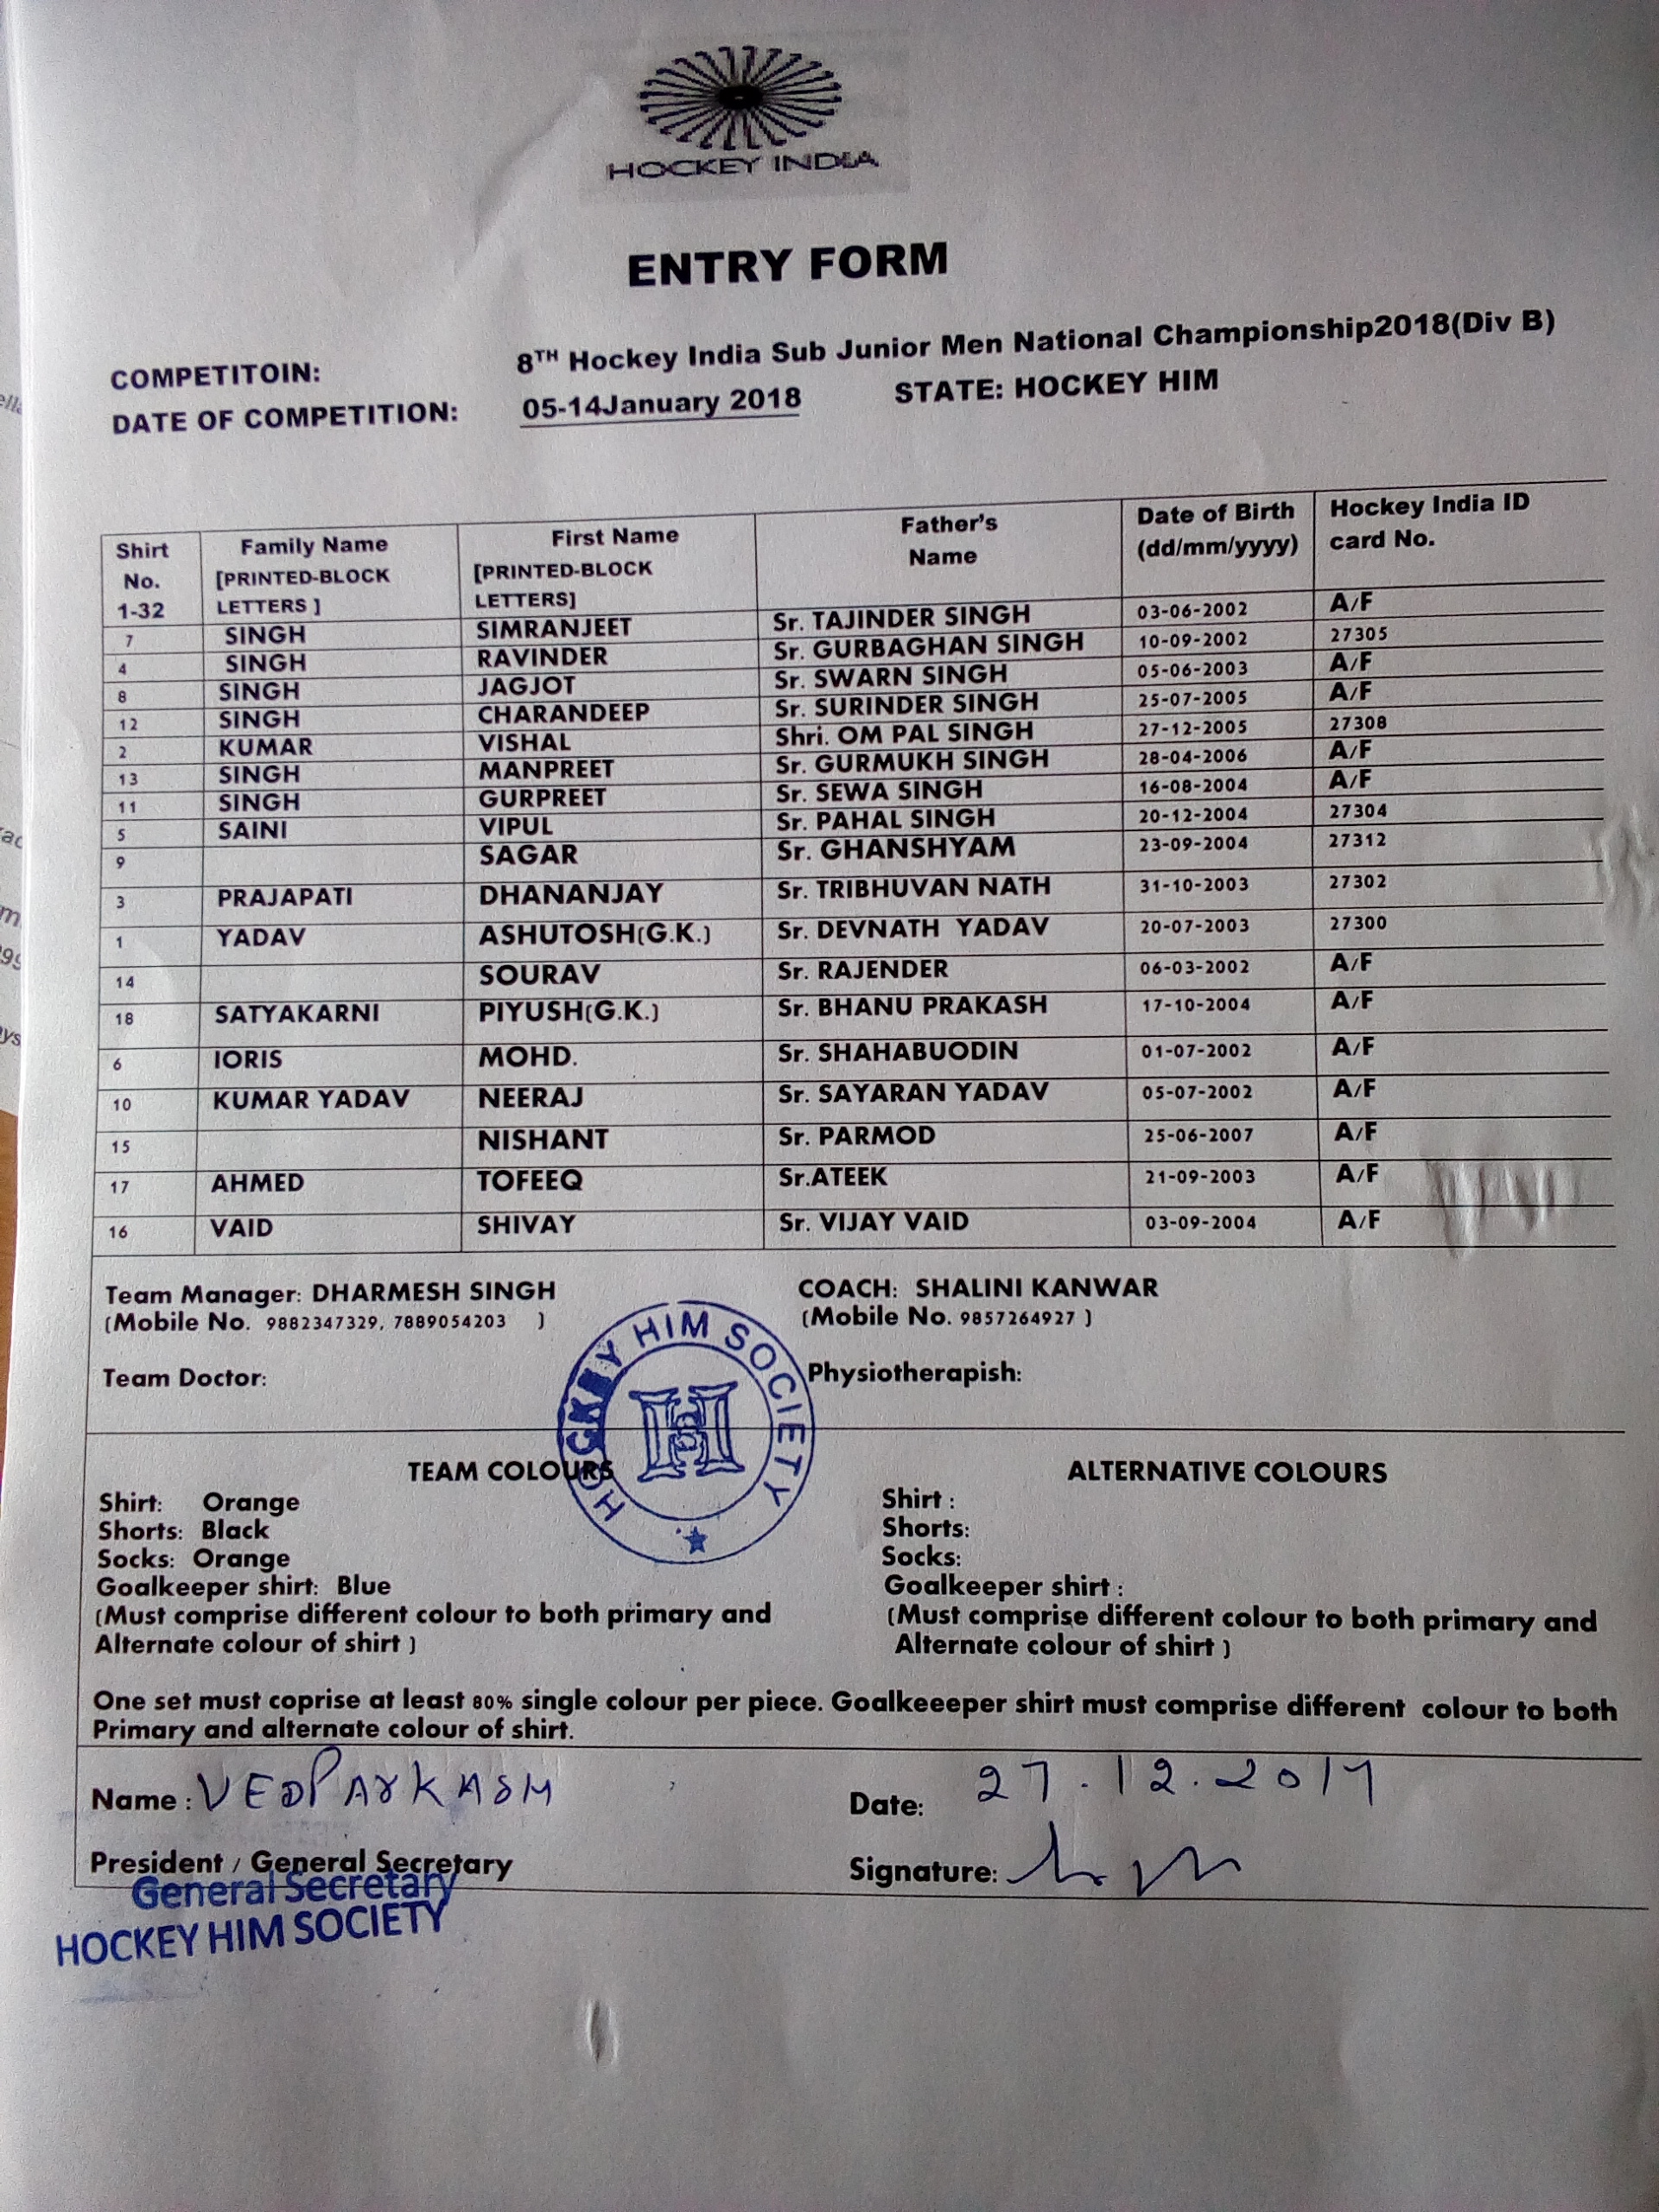 HOCKEY INDIA
ENTRY FORM
COMPETITOIN: 8TH Hockey India Sub Junior Men National Championship2018(Div B)
DATE OF COMPETITION: 05-14January 2018 STATE: HOCKEY HIM
Shirt No. 1-32 Family Name [PRINTED-BLOCK LETTERS ] First Name [PRINTED-BLOCK LETTERS] Father's Name Date of Birth (dd/mm/yyyy) Hockey India ID card No.
7 SINGH SIMRANJEET Sr. TAJINDER SINGH 03-06-2002 A/F
4 SINGH RAVINDER Sr. GURBAGHAN SINGH 10-09-2002 27305
8 SINGH JAGJOT Sr. SWARN SINGH 05-06-2003 A/F
12 SINGH CHARANDEEP Sr. SURINDER SINGH 25-07-2005 A/F
2 KUMAR VISHAL Shri. OM PAL SINGH 27-12-2005 27308
13 SINGH MANPREET Sr. GURMUKH SINGH 28-04-2006 A/F
11 SINGH GURPREET Sr. SEWA SINGH 16-08-2004 A/F
5 SAINI VIPUL Sr. PAHAL SINGH 20-12-2004 27304
9 SAGAR Sr. GHANSHYAM 23-09-2004 27312
3 PRAJAPATI DHANANJAY Sr. TRIBHUVAN NATH 31-10-2003 27302
1 YADAV ASHUTOSH(G.K.) Sr. DEVNATH YADAV 20-07-2003 27300
14 SOURAV Sr. RAJENDER 06-03-2002 A/F
18 SATYAKARNI PIYUSH(G.K.) Sr. BHANU PRAKASH 17-10-2004 A/F
6 IORIS MOHD. Sr. SHAHABUODIN 01-07-2002 A/F
10 KUMAR YADAV NEERAJ Sr. SAYARAN YADAV 05-07-2002 A/F
15 NISHANT Sr. PARMOD 25-06-2007 A/F
17 AHMED TOFEEQ Sr.ATEEK 21-09-2003 A/F
16 VAID SHIVAY Sr. VIJAY VAID 03-09-2004 A/F
Team Manager: DHARMESH SINGH COACH: SHALINI KANWAR
(Mobile No. 9882347329, 7889054203 ) (Mobile No. 9857264927 )
Team Doctor: Physiotherapish:
HOCKEY HIM SOCIETY
H
TEAM COLOURS ALTERNATIVE COLOURS
Shirt: Orange Shirt :
Shorts: Black Shorts:
Socks: Orange Socks:
Goalkeeper shirt: Blue Goalkeeper shirt :
(Must comprise different colour to both primary and (Must comprise different colour to both primary and
Alternate colour of shirt ) Alternate colour of shirt )
One set must coprise at least 80% single colour per piece. Goalkeeeper shirt must comprise different colour to both
Primary and alternate colour of shirt.
Name : VEDPARKASH Date: 27.12.2017
President / General Secretary Signature:
General Secretary
HOCKEY HIM SOCIETY